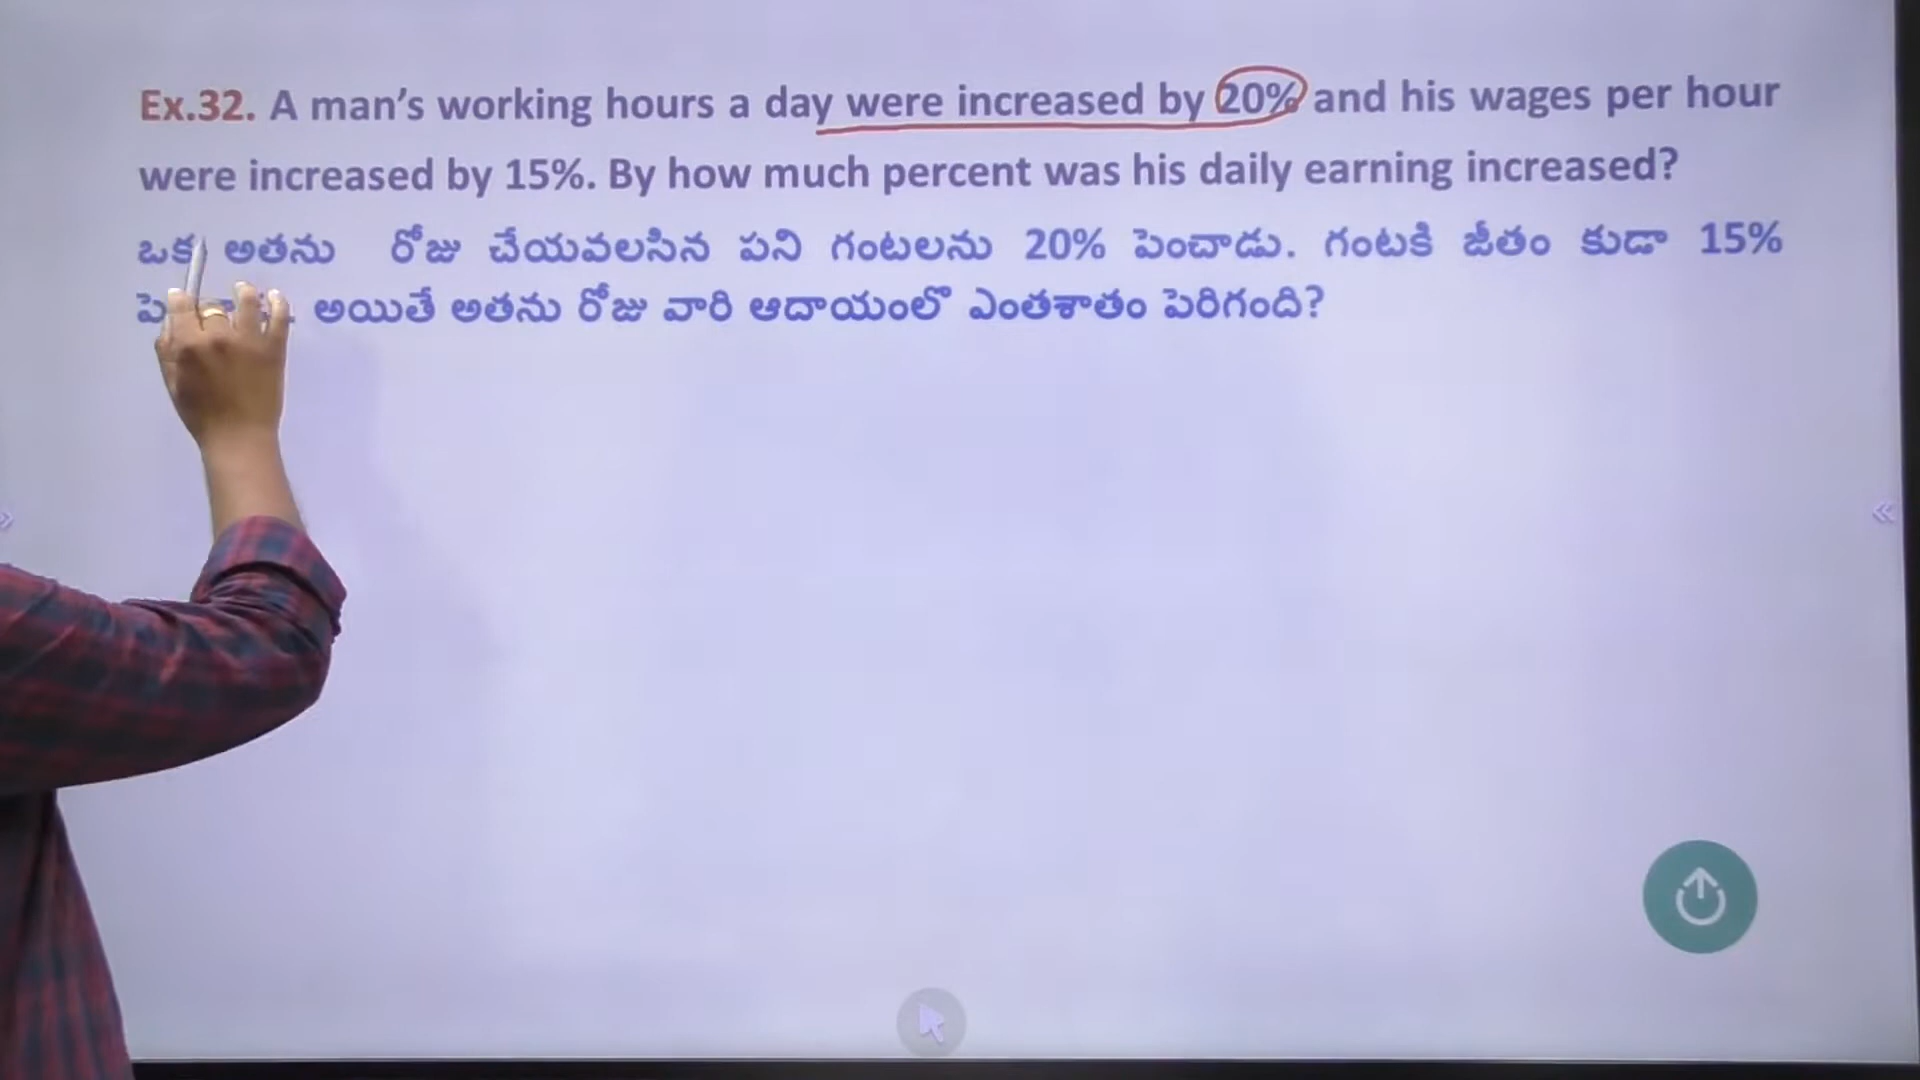 Ex.32. A man's working hours a day were increased by 20% and his wages per hour
were increased by 15%. By how much percent was his daily earning increased?
ఒక అతను రోజు చేయవలసిన పని గంటలను 20% పెంచాడు. గంటకి జీతం కుడా 15%
అయితే అతను రోజు వారి ఆదాయంలొ ఎంతశాతం పెరిగంది?